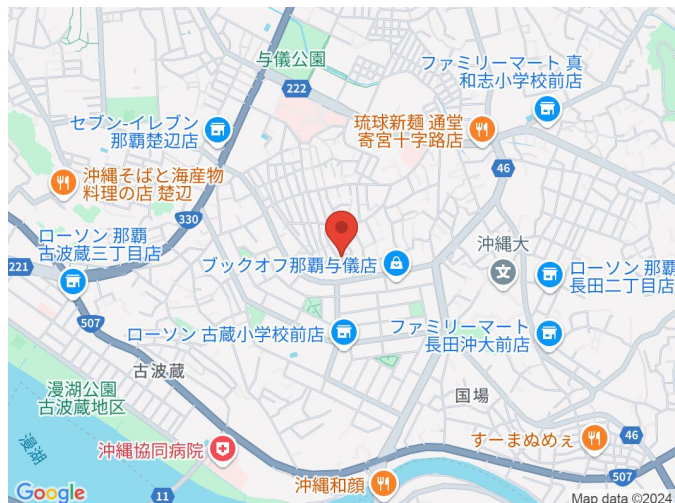 与儀公園
222
ファミリーマート 真
和志小学校前店
セブン-イレブン
那覇楚辺店
琉球新麺 通堂
寄宮十字路店
46
沖縄そばと海産物
料理の店 楚辺
330
ローソン 那覇
古波蔵三丁目店
221
ブックオフ那覇与儀店
沖縄大
文
ローソン 那覇
長田二丁目店
507
ローソン 古蔵小学校前店
ファミリーマート
長田沖大前店
古波蔵
漫湖公園
古波蔵地区
国場
漫湖
沖縄協同病院
すーまぬめぇ
46
507
沖縄和顔
11
Google
Map data ©2024